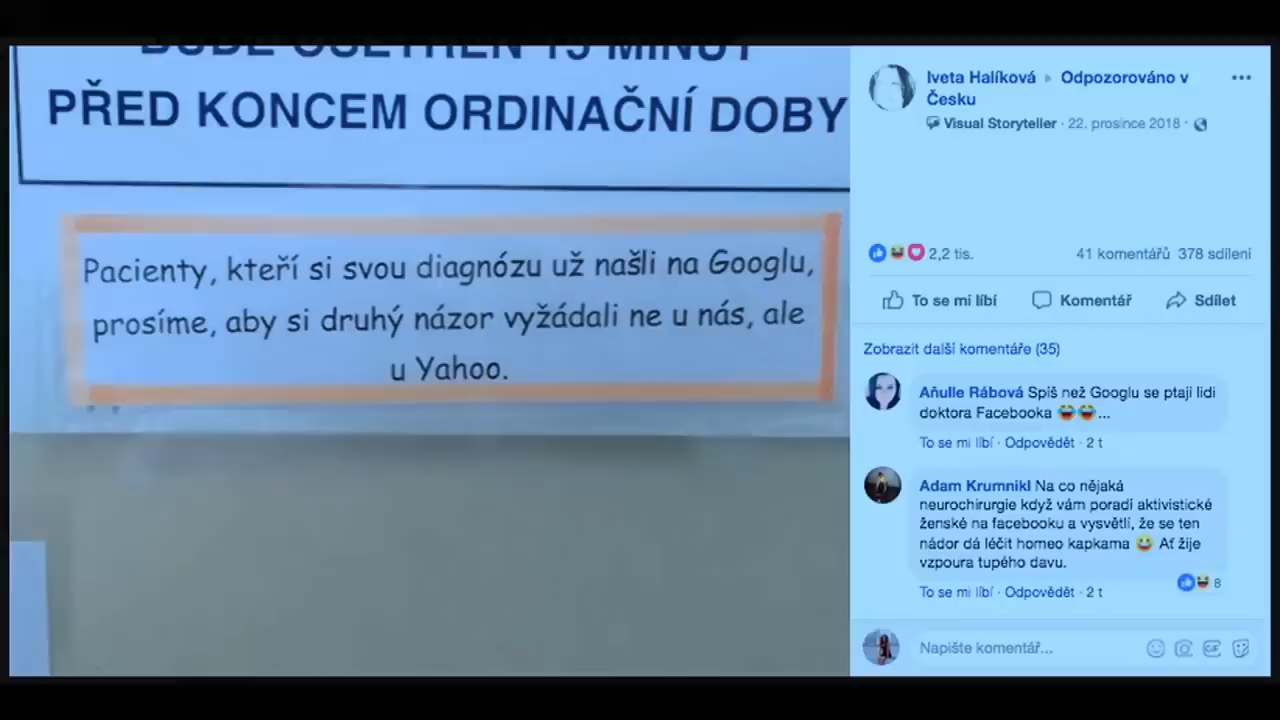 BUDE OŠETŘEN 15 MINUT
PŘED KONCEM ORDINAČNÍ DOBY
Pacienty, kteří si svou diagnózu už našli na Googlu,
prosíme, aby si druhý názor vyžádali ne u nás, ale
u Yahoo.
Iveta Halíková ▸ Odpozorováno v
Česku
Visual Storyteller · 22. prosince 2018 ·
2,2 tis.
41 komentářů 378 sdílení
To se mi líbí Komentář Sdílet
Zobrazit další komentáře (35)
Aňulle Rábová Spíš než Googlu se ptají lidi
doktora Facebooka 😂😂...
To se mi líbí · Odpovědět · 2 t
Adam Krumnikl Na co nějaká
neurochirurgie když vám poradí aktivistické
ženské na facebooku a vysvětlí, že se ten
nádor dá léčit homeo kapkama 😀 Ať žije
vzpoura tupého davu.
8
To se mi líbí · Odpovědět · 2 t
Napište komentář...
GIF